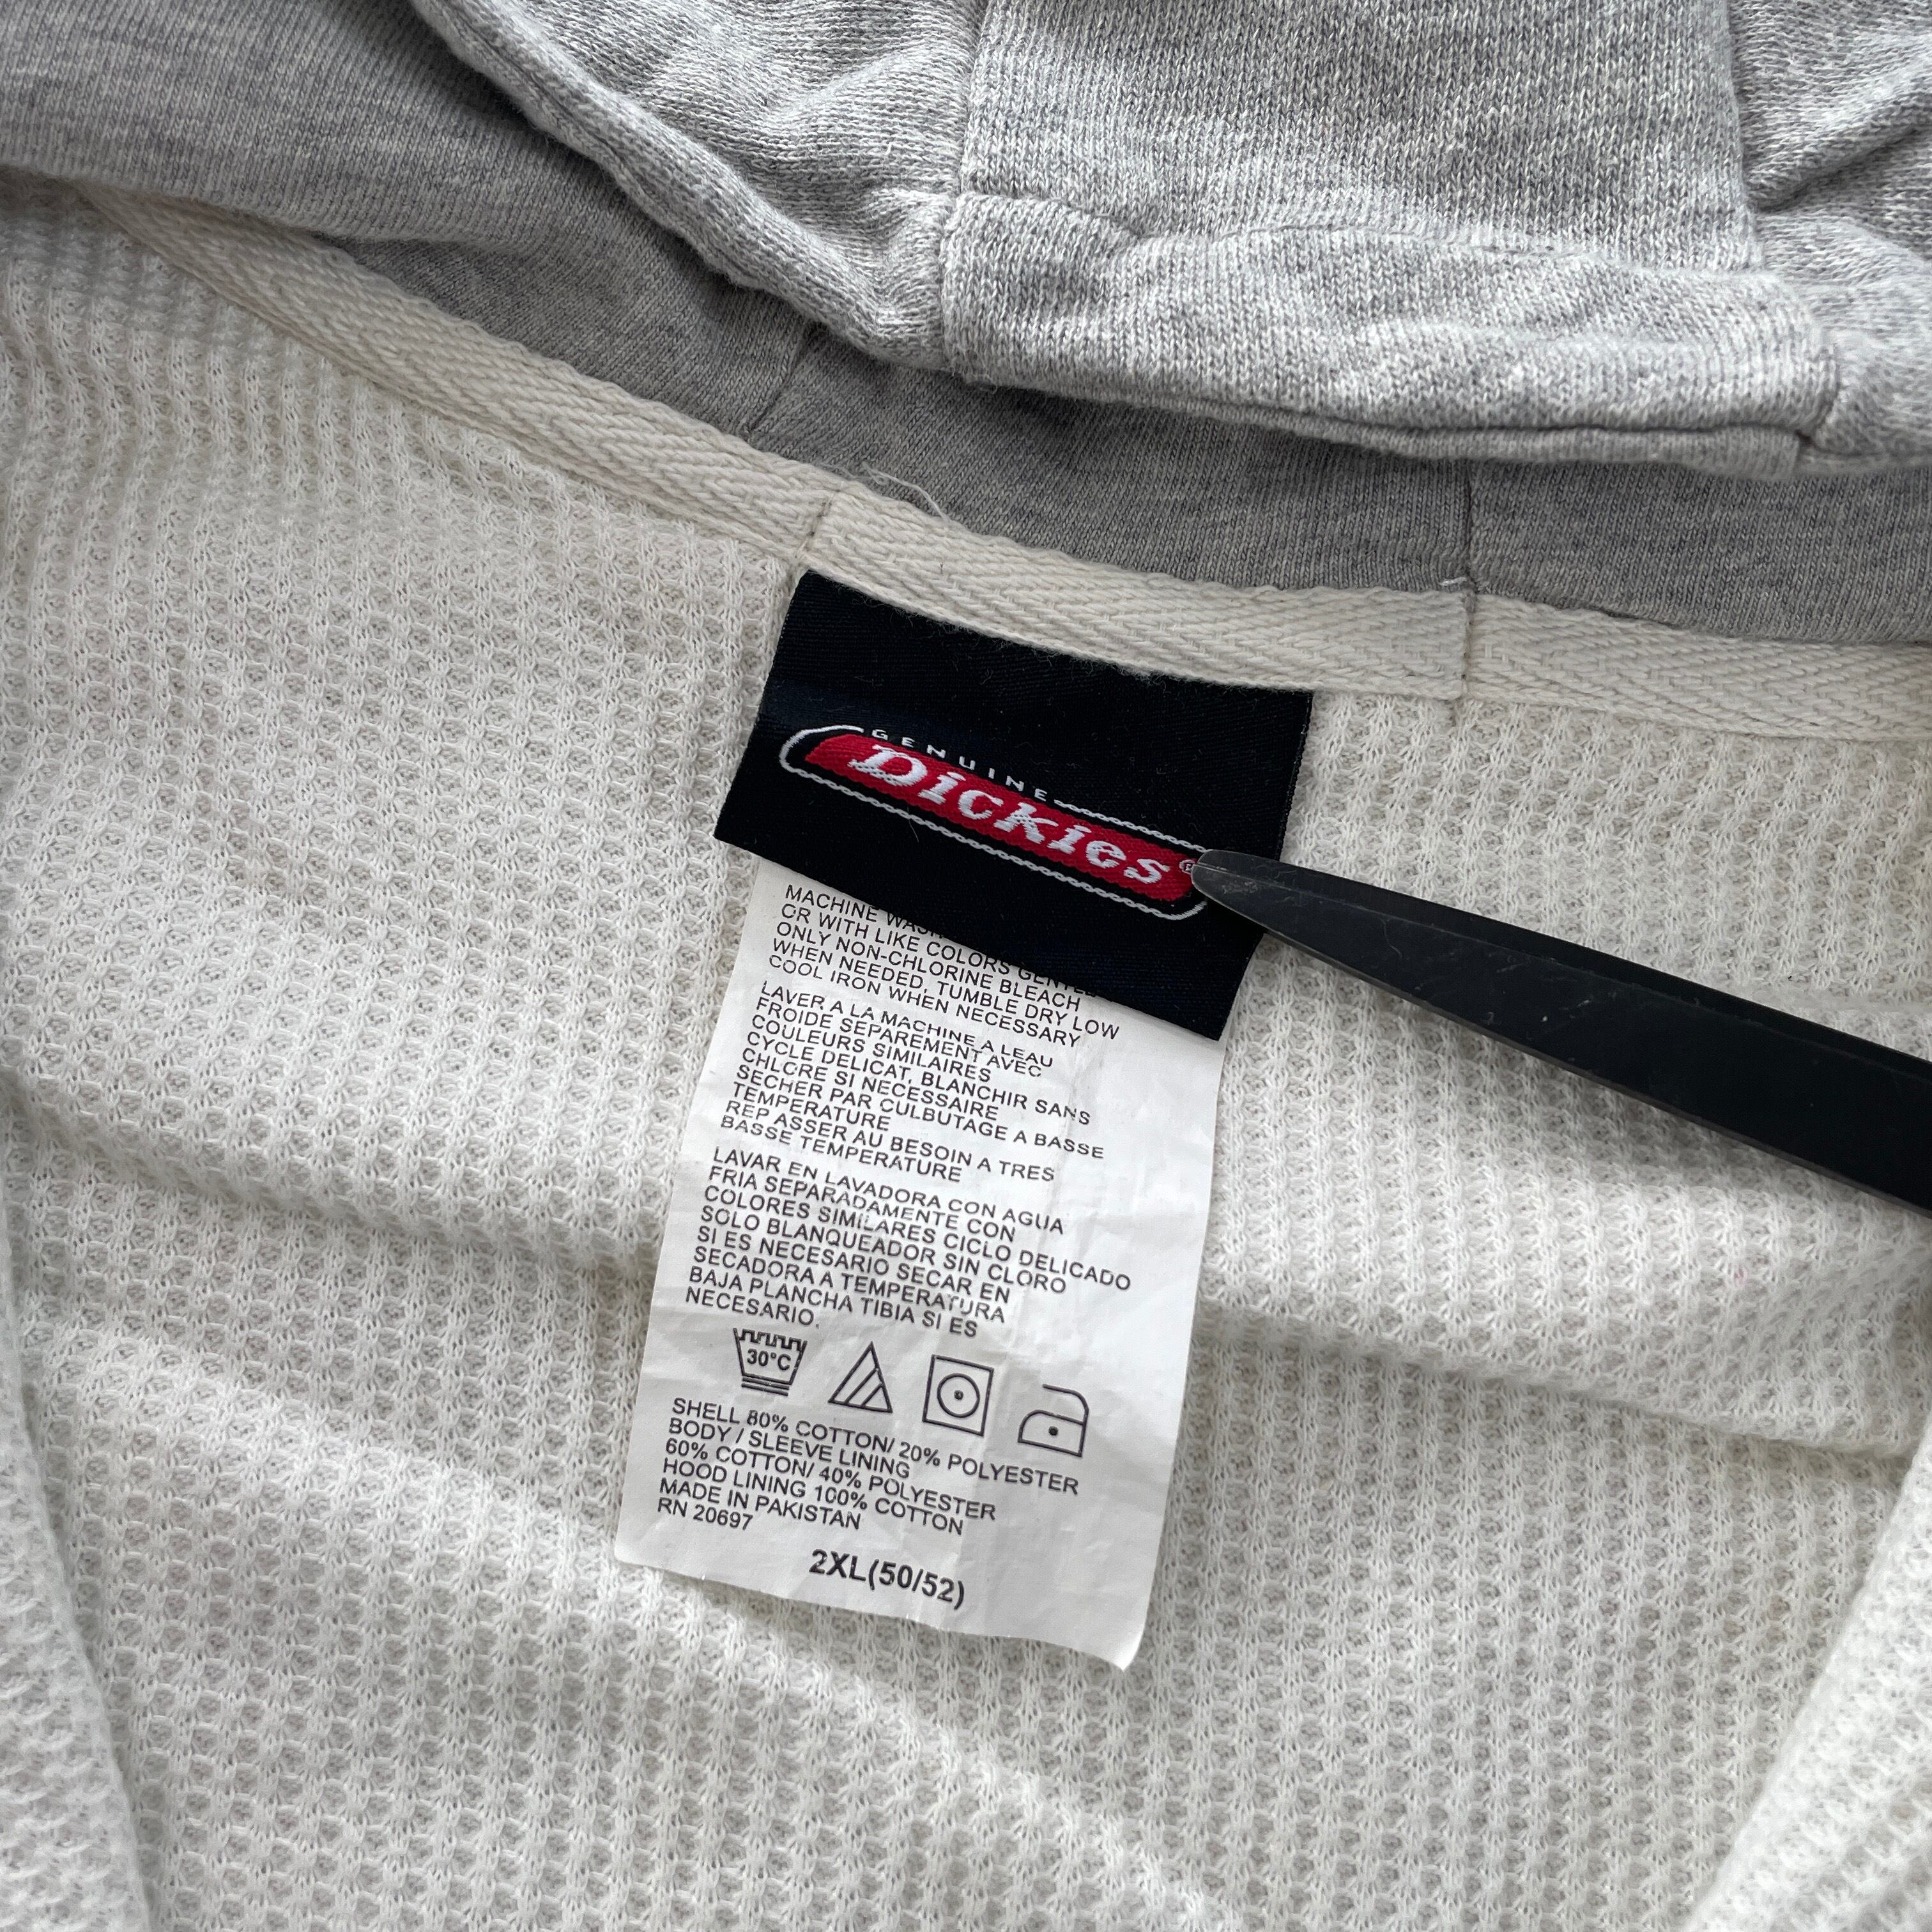 GENUINE
Dickies®
MACHINE WASH
OR WITH LIKE COLORS GENTLE
ONLY NON-CHLORINE BLEACH
WHEN NEEDED, TUMBLE DRY LOW
COOL IRON WHEN NECESSARY
LAVER A LA MACHINE A LEAU
FROIDE SEPAREMENT AVEC
COULEURS SIMILAIRES
CYCLE DELICAT, BLANCHIR SANS
CHLORE SI NECESSAIRE
SECHER PAR CULBUTAGE A BASSE
TEMPERATURE
REP ASSER AU BESOIN A TRES
BASSE TEMPERATURE
LAVAR EN LAVADORA CON AGUA
FRIA SEPARADAMENTE CON
COLORES SIMILARES CICLO DELICADO
SOLO BLANQUEADOR SIN CLORO
SI ES NECESARIO SECAR EN
SECADORA A TEMPERATURA
BAJA PLANCHA TIBIA SI ES
NECESARIO.
30°C
SHELL 80% COTTON/ 20% POLYESTER
BODY / SLEEVE LINING
60% COTTON/ 40% POLYESTER
HOOD LINING 100% COTTON
MADE IN PAKISTAN
RN 20697
2XL(50/52)